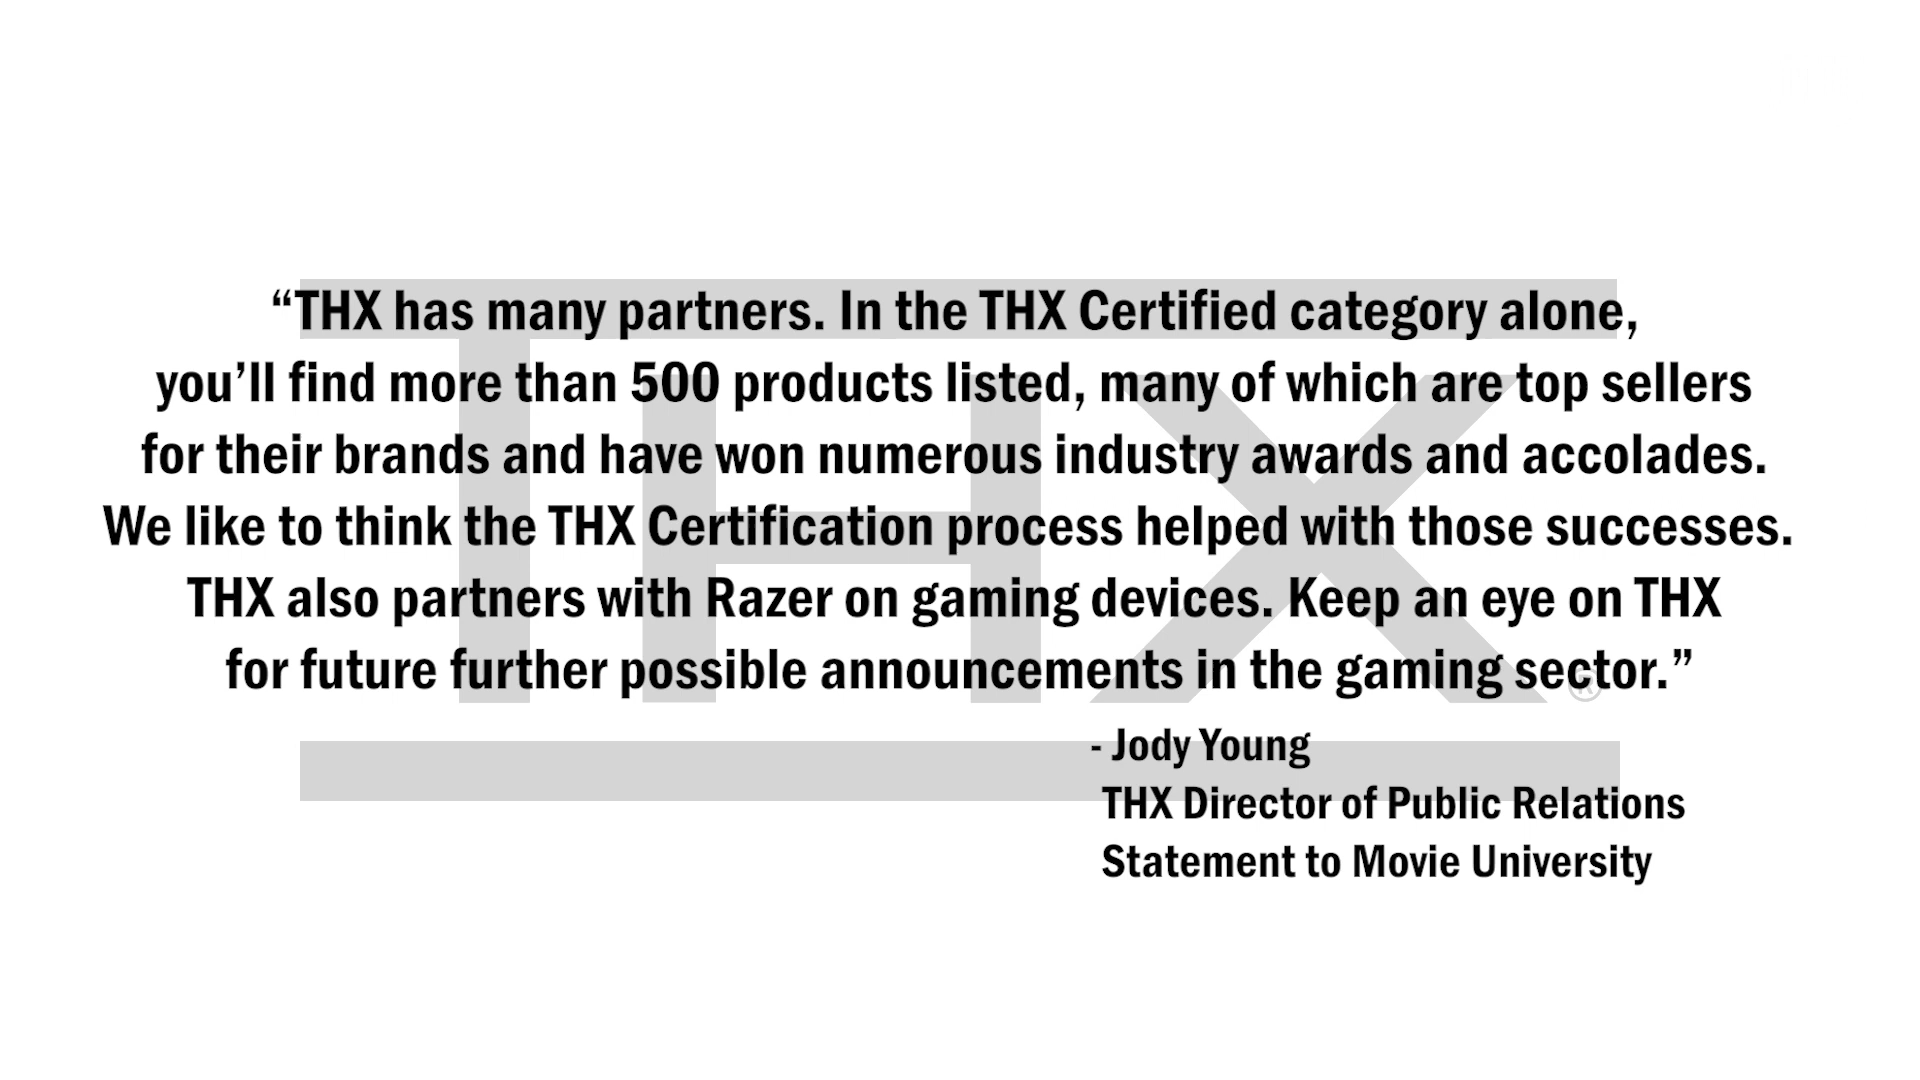 “THX has many partners. In the THX Certified category alone,
you’ll find more than 500 products listed, many of which are top sellers
for their brands and have won numerous industry awards and accolades.
We like to think the THX Certification process helped with those successes.
THX also partners with Razer on gaming devices. Keep an eye on THX
for future further possible announcements in the gaming sector.”
- Jody Young
THX Director of Public Relations
Statement to Movie University
THX®